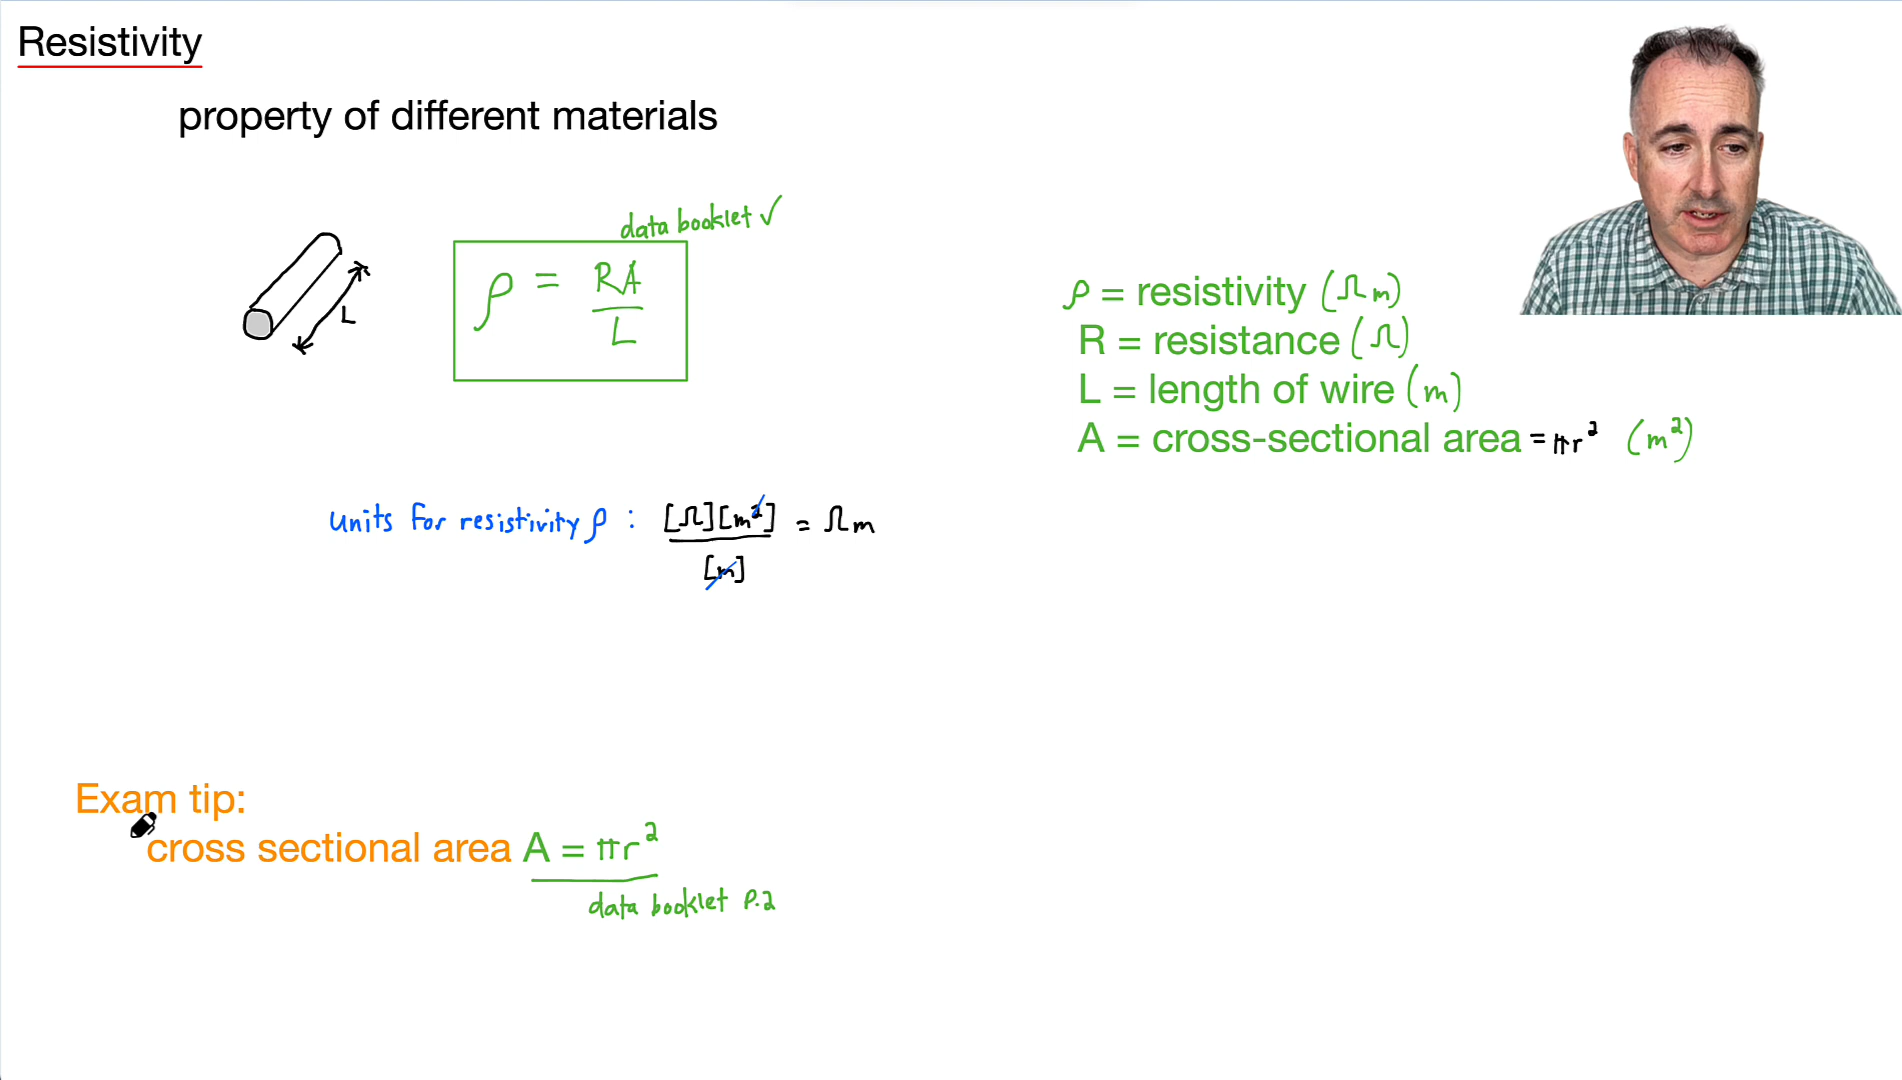 Resistivity
property of different materials
data booklet ✓
ρ = RA / L
L
ρ = resistivity (Ωm)
R = resistance (Ω)
L = length of wire (m)
A = cross-sectional area = πr² (m²)
units for resistivity ρ : [Ω][m²] / [m] = Ωm
Exam tip:
cross sectional area A = πr²
data booklet p.2